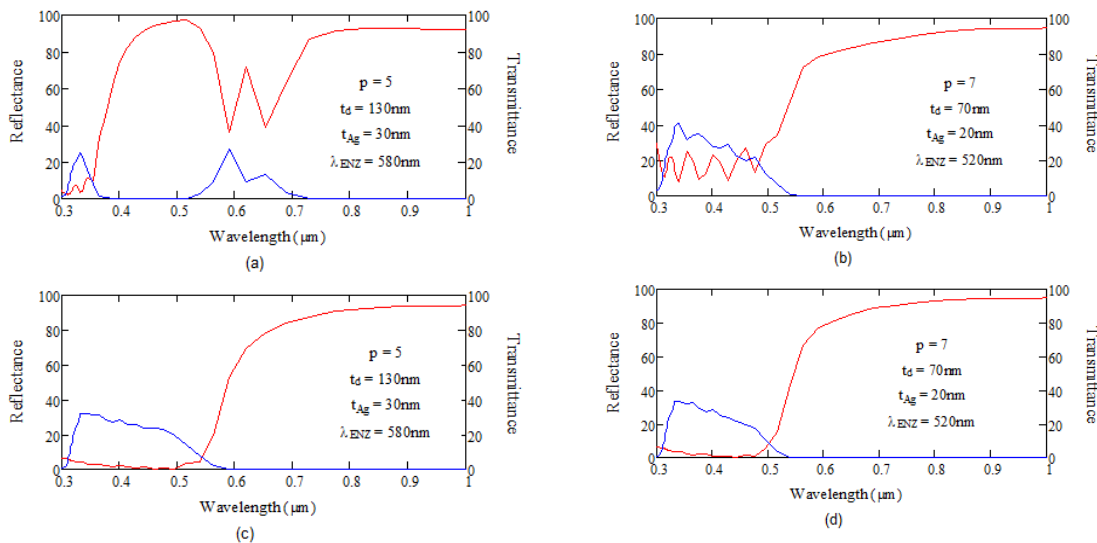 100
80
60
40
20
0
Reflectance
100
80
60
40
20
0
Transmittance
p = 5
td = 130nm
tAg = 30nm
λENZ = 580nm
0.3 0.4 0.5 0.6 0.7 0.8 0.9 1
Wavelength (μm)
(a)
100
80
60
40
20
0
Reflectance
100
80
60
40
20
0
Transmittance
p = 7
td = 70nm
tAg = 20nm
λENZ = 520nm
0.3 0.4 0.5 0.6 0.7 0.8 0.9 1
Wavelength (μm)
(b)
100
80
60
40
20
0
Reflectance
100
80
60
40
20
0
Transmittance
p = 5
td = 130nm
tAg = 30nm
λENZ = 580nm
0.3 0.4 0.5 0.6 0.7 0.8 0.9 1
Wavelength (μm)
(c)
100
80
60
40
20
0
Reflectance
100
80
60
40
20
0
Transmittance
p = 7
td = 70nm
tAg = 20nm
λENZ = 520nm
0.3 0.4 0.5 0.6 0.7 0.8 0.9 1
Wavelength (μm)
(d)